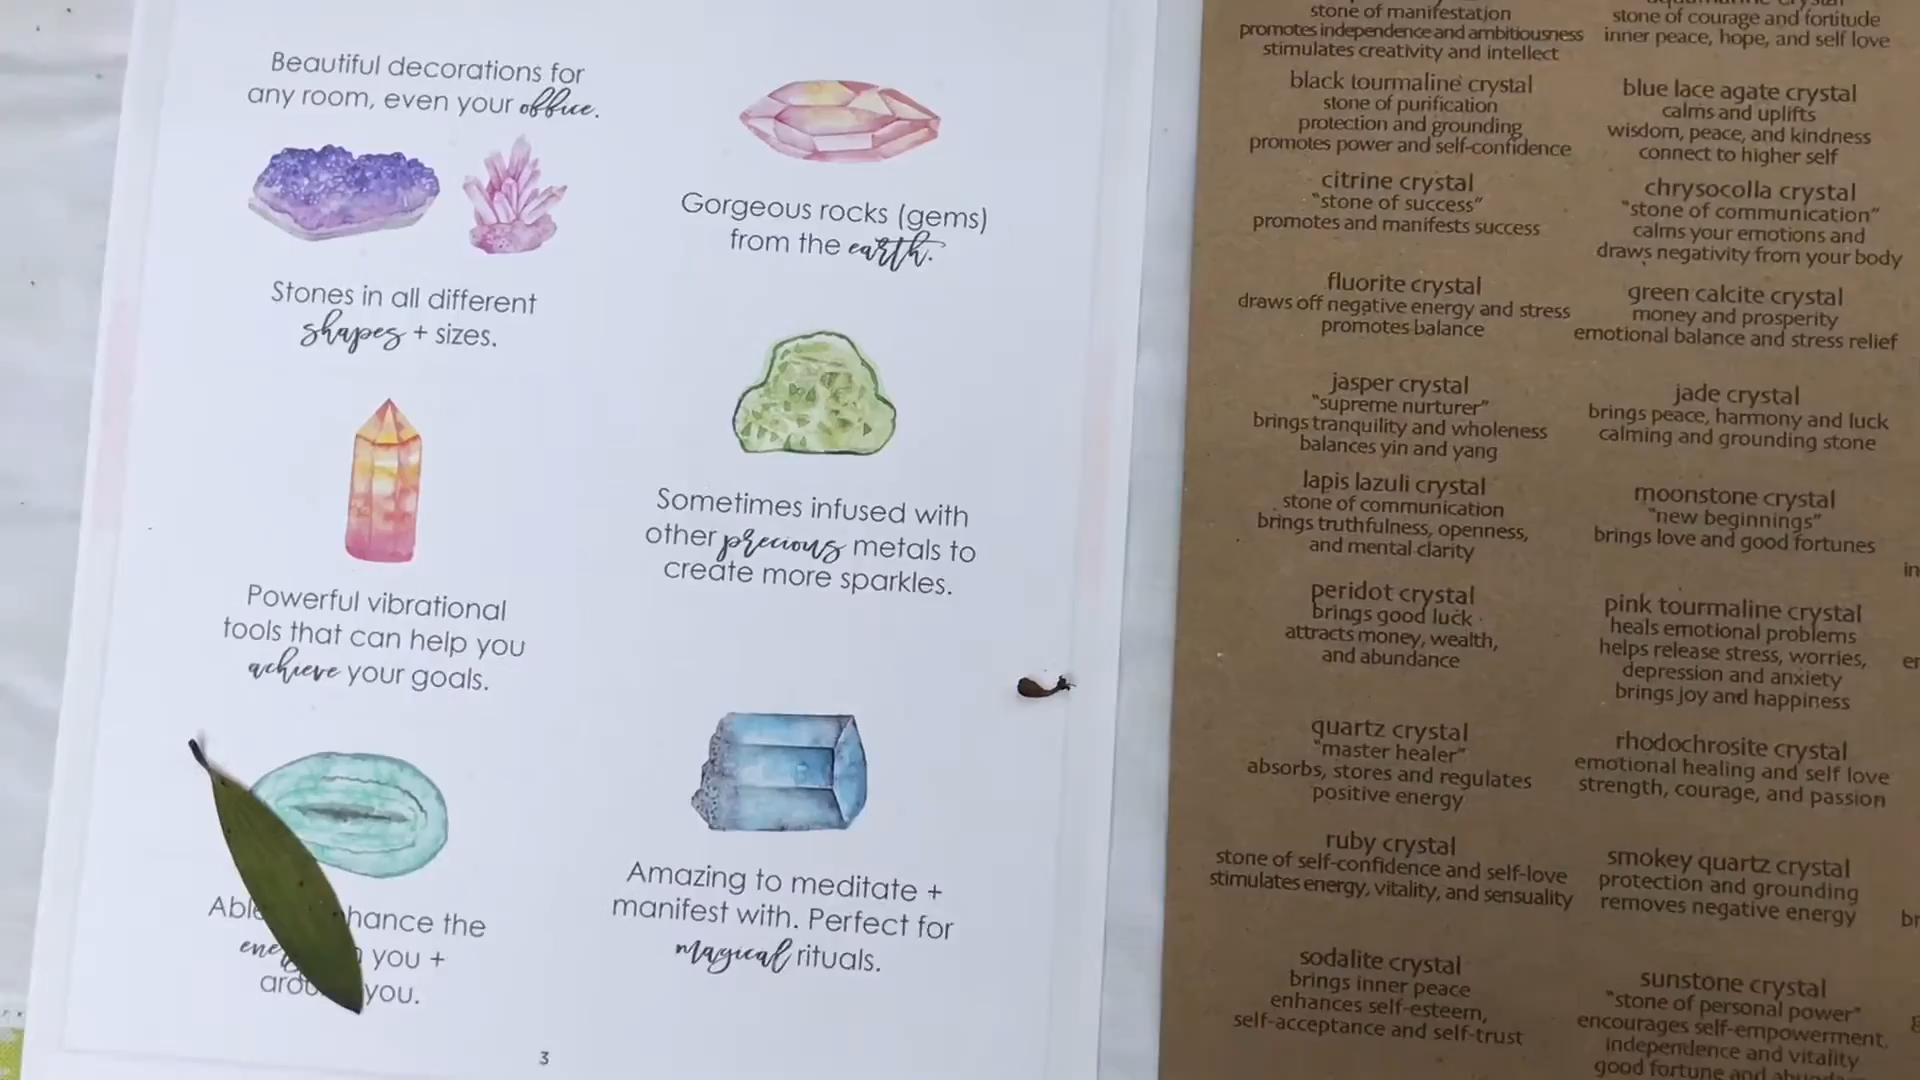 Beautiful decorations for
any room, even your office.
Stones in all different
shapes + sizes.
Powerful vibrational
tools that can help you
achieve your goals.
hance the
you +
you.
Gorgeous rocks (gems)
from the earth.
Sometimes infused with
other precious metals to
create more sparkles.
Amazing to meditate +
manifest with. Perfect for
magical rituals.
3
stone of manifestation
promotes independence and ambitiousness
stimulates creativity and intellect
black tourmaline crystal
stone of purification
protection and grounding
promotes power and self-confidence
citrine crystal
"stone of success"
promotes and manifests success
fluorite crystal
draws off negative energy and stress
promotes balance
jasper crystal
"supreme nurturer"
brings tranquility and wholeness
balances yin and yang
lapis lazuli crystal
stone of communication
brings truthfulness, openness,
and mental clarity
peridot crystal
brings good luck
attracts money, wealth,
and abundance
quartz crystal
"master healer"
absorbs, stores and regulates
positive energy
ruby crystal
stone of self-confidence and self-love
stimulates energy, vitality, and sensuality
sodalite crystal
brings inner peace
enhances self-esteem,
self-acceptance and self-trust
crystal
stone of courage and fortitude
inner peace, hope, and self love
blue lace agate crystal
calms and uplifts
wisdom, peace, and kindness
connect to higher self
chrysocolla crystal
"stone of communication"
calms your emotions and
draws negativity from your body
green calcite crystal
money and prosperity
emotional balance and stress relief
jade crystal
brings peace, harmony and luck
calming and grounding stone
moonstone crystal
"new beginnings"
brings love and good fortunes
pink tourmaline crystal
heals emotional problems
helps release stress, worries,
depression and anxiety
brings joy and happiness
rhodochrosite crystal
emotional healing and self love
strength, courage, and passion
smokey quartz crystal
protection and grounding
removes negative energy
sunstone crystal
"stone of personal power"
encourages self-empowerment,
independence and vitality
good fortune and